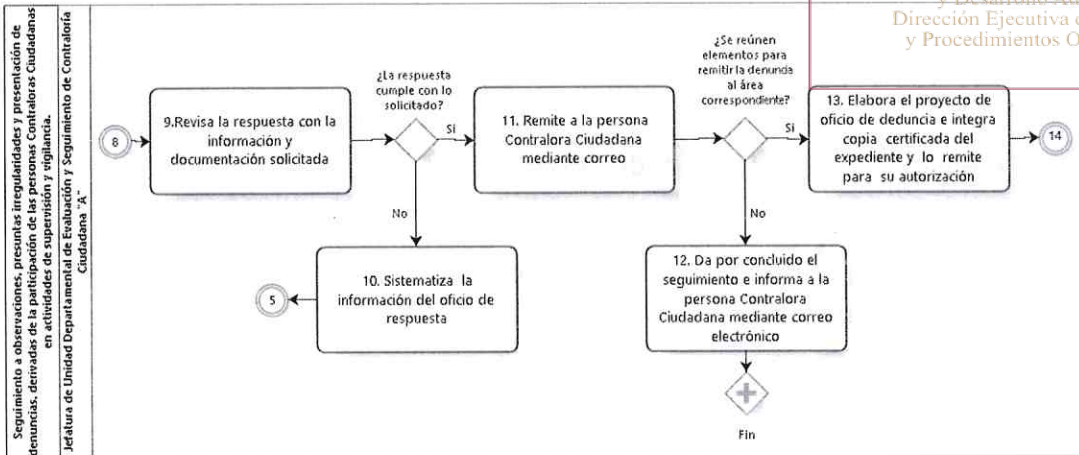 y Desarrollo Ad
Dirección Ejecutiva d
y Procedimientos O
Seguimiento a observaciones, presuntas irregularidades y presentación de
denuncias, derivadas de la participación de las personas Contraloras Ciudadanas
en actividades de supervisión y vigilancia.
Jefatura de Unidad Departamental de Evaluación y Seguimiento de Contraloría
Ciudadana "A"
8
9.Revisa la respuesta con la
información y
documentación solicitada
¿La respuesta
cumple con lo
solicitado?
Si
No
10. Sistematiza la
información del oficio de
respuesta
5
11. Remite a la persona
Contralora Ciudadana
mediante correo
¿Se reúnen
elementos para
remitir la denuncia
al área
correspondiente?
Si
No
12. Da por concluido el
seguimiento e informa a la
persona Contralora
Ciudadana mediante correo
electrónico
Fin
13. Elabora el proyecto de
oficio de deduncia e integra
copia certificada del
expediente y lo remite
para su autorización
14